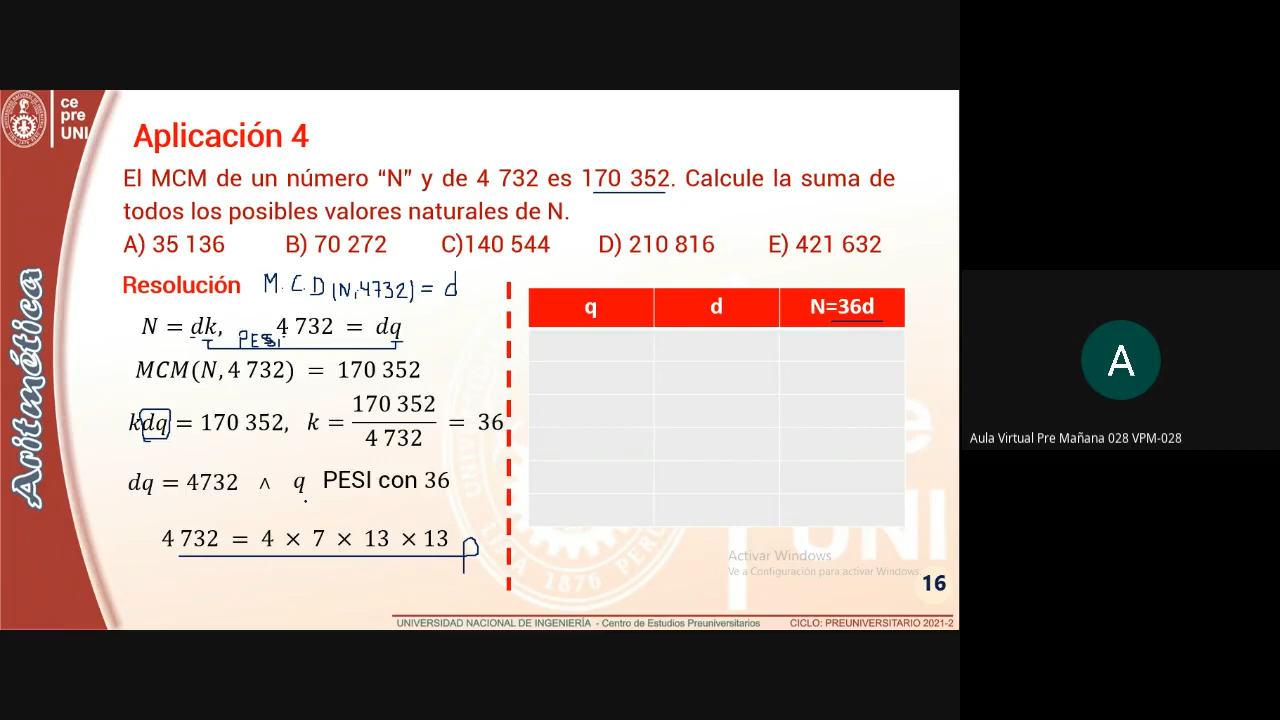 ce
pre
UNI
Aplicación 4
El MCM de un número “N” y de 4 732 es 170 352. Calcule la suma de
todos los posibles valores naturales de N.
A) 35 136 B) 70 272 C)140 544 D) 210 816 E) 421 632
Resolución M.C.D (N,4732) = d
N = dk, 4 732 = dq
PESI
MCM(N, 4 732) = 170 352
kdq = 170 352, k = 170 352 / 4 732 = 36
dq = 4732 ∧ q PESI con 36
4 732 = 4 × 7 × 13 × 13
q d N=36d
Aritmética
Activar Windows
Ve a Configuración para activar Windows.
16
UNIVERSIDAD NACIONAL DE INGENIERÍA - Centro de Estudios Preuniversitarios CICLO: PREUNIVERSITARIO 2021-2
A
Aula Virtual Pre Mañana 028 VPM-028